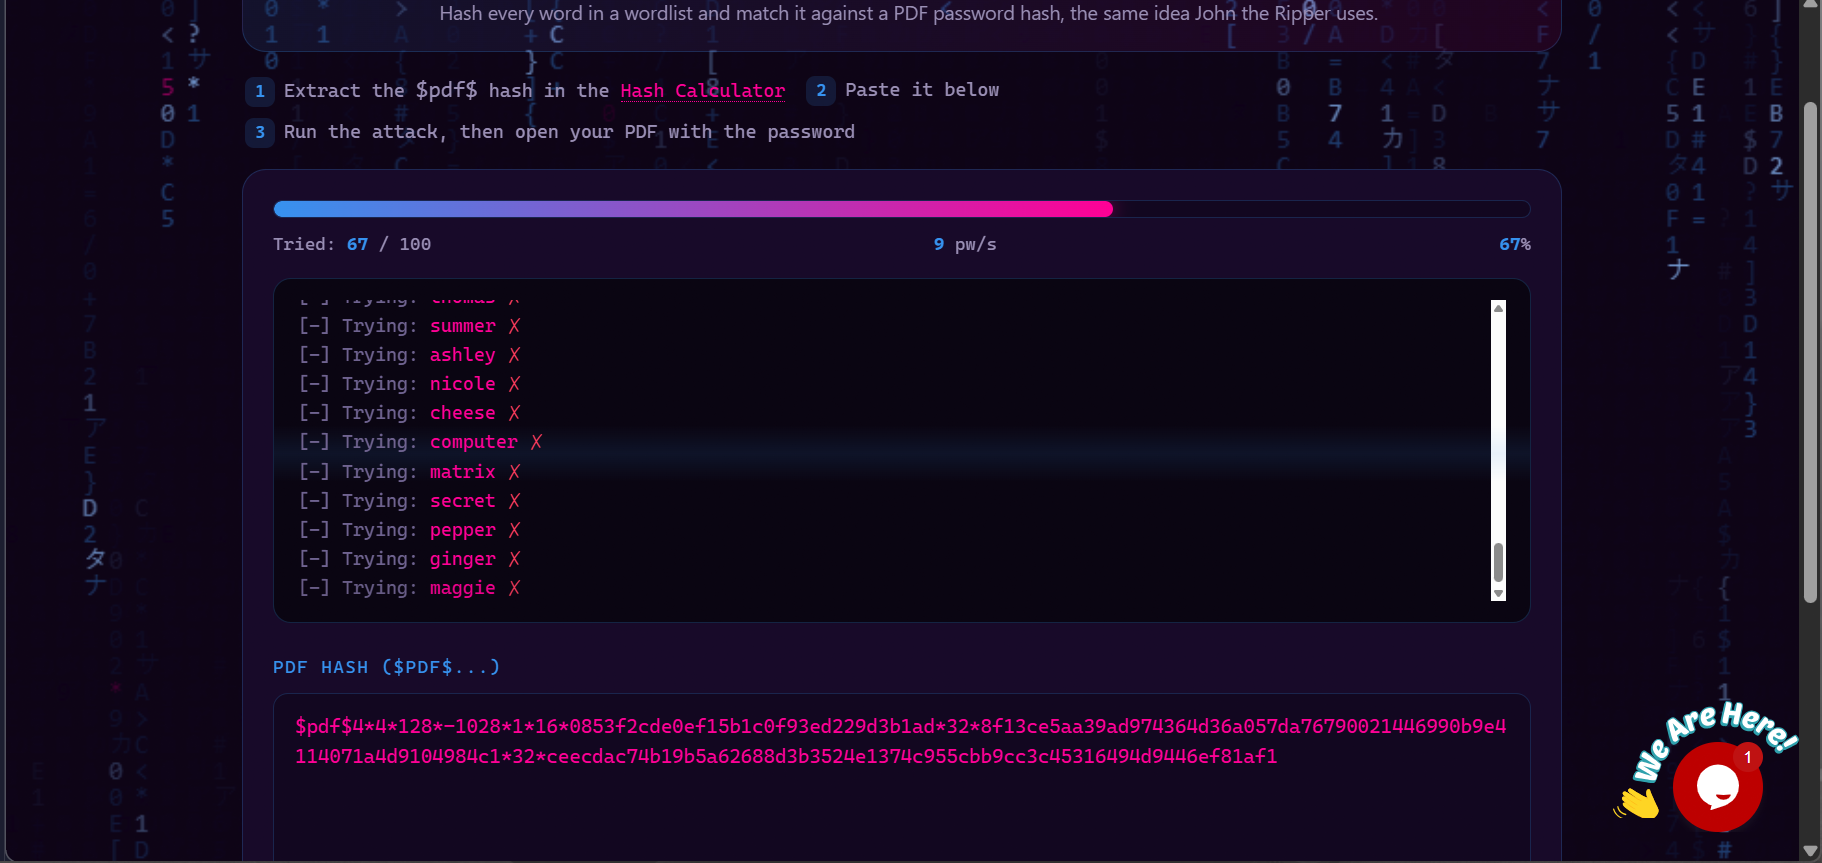 Hash every word in a wordlist and match it against a PDF password hash, the same idea John the Ripper uses.
1 Extract the $pdf$ hash in the Hash Calculator 2 Paste it below
3 Run the attack, then open your PDF with the password
Tried: 67 / 100 9 pw/s 67%
[-] Trying: thomas ✗
[-] Trying: summer ✗
[-] Trying: ashley ✗
[-] Trying: nicole ✗
[-] Trying: cheese ✗
[-] Trying: computer ✗
[-] Trying: matrix ✗
[-] Trying: secret ✗
[-] Trying: pepper ✗
[-] Trying: ginger ✗
[-] Trying: maggie ✗
PDF HASH ($PDF$...)
$pdf$4*4*128*-1028*1*16*0853f2cde0ef15b1c0f93ed229d3b1ad*32*8f13ce5aa39ad974364d36a057da76790021446990b9e4
114071a4d9104984c1*32*ceecdac74b19b5a62688d3b3524e1374c955cbb9cc3c45316494d9446ef81af1
We Are Here!
1